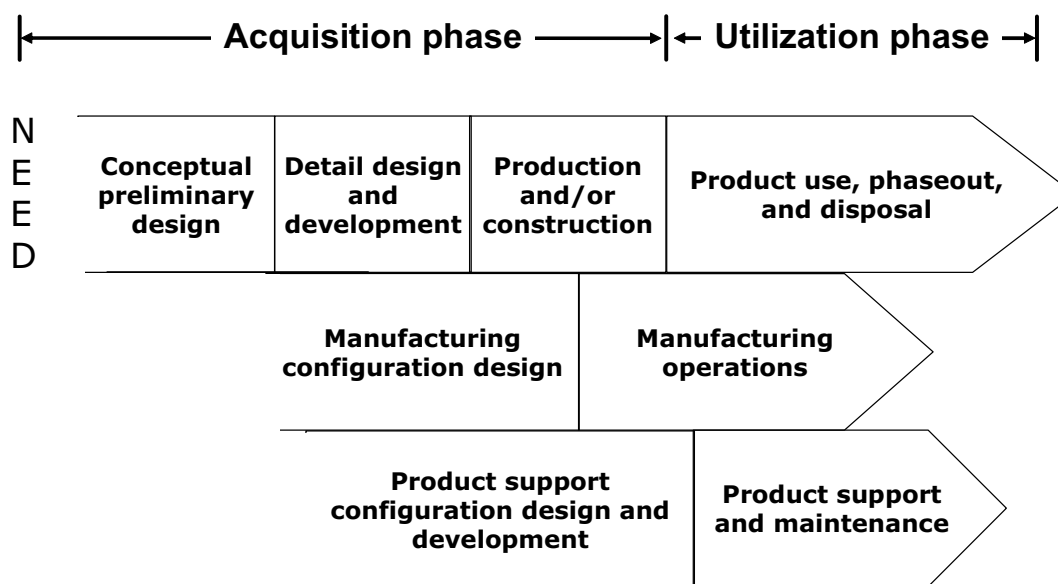 Acquisition phase
Utilization phase
N
E
E
D
Conceptual
preliminary
design
Detail design
and
development
Production
and/or
construction
Product use, phaseout,
and disposal
Manufacturing
configuration design
Manufacturing
operations
Product support
configuration design and
development
Product support
and maintenance